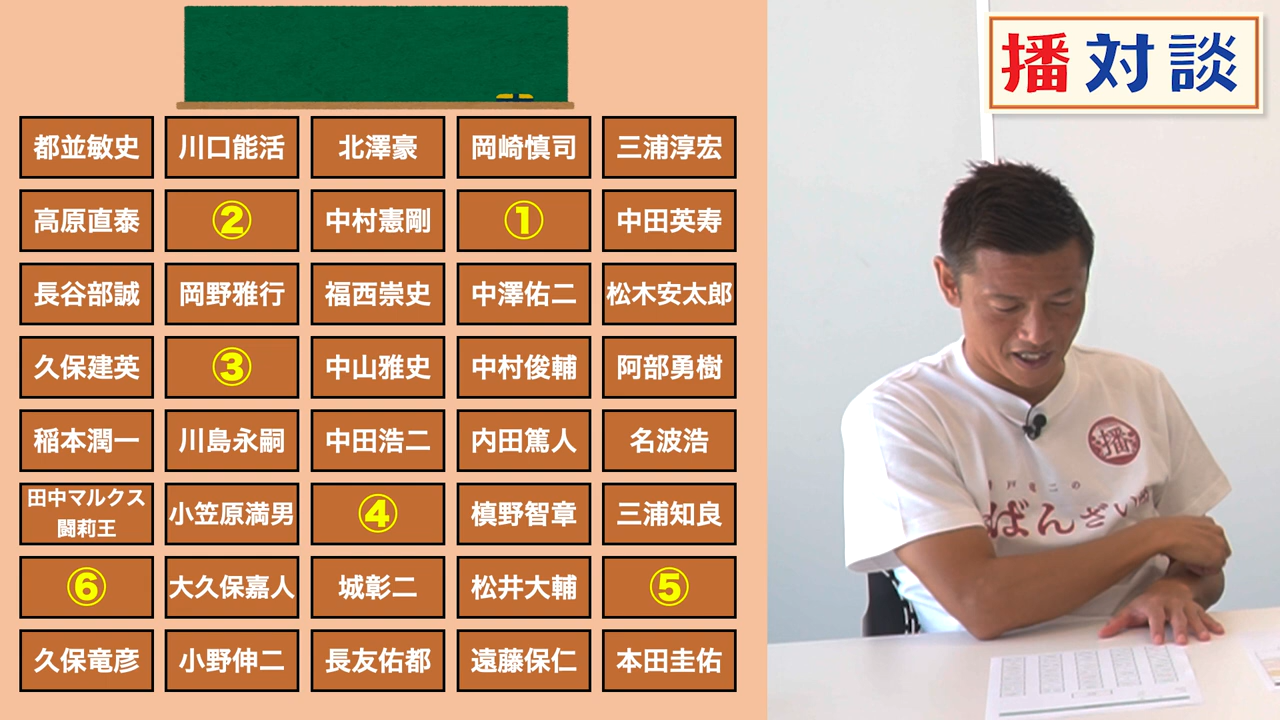 播対談
都並敏史 川口能活 北澤豪 岡崎慎司 三浦淳宏
高原直泰 ② 中村憲剛 ① 中田英寿
長谷部誠 岡野雅行 福西崇史 中澤佑二 松木安太郎
久保建英 ③ 中山雅史 中村俊輔 阿部勇樹
稲本潤一 川島永嗣 中田浩二 内田篤人 名波浩
田中マルクス
闘莉王 小笠原満男 ④ 槙野智章 三浦知良
⑥ 大久保嘉人 城彰二 松井大輔 ⑤
久保竜彦 小野伸二 長友佑都 遠藤保仁 本田圭佑
播
ばんざい